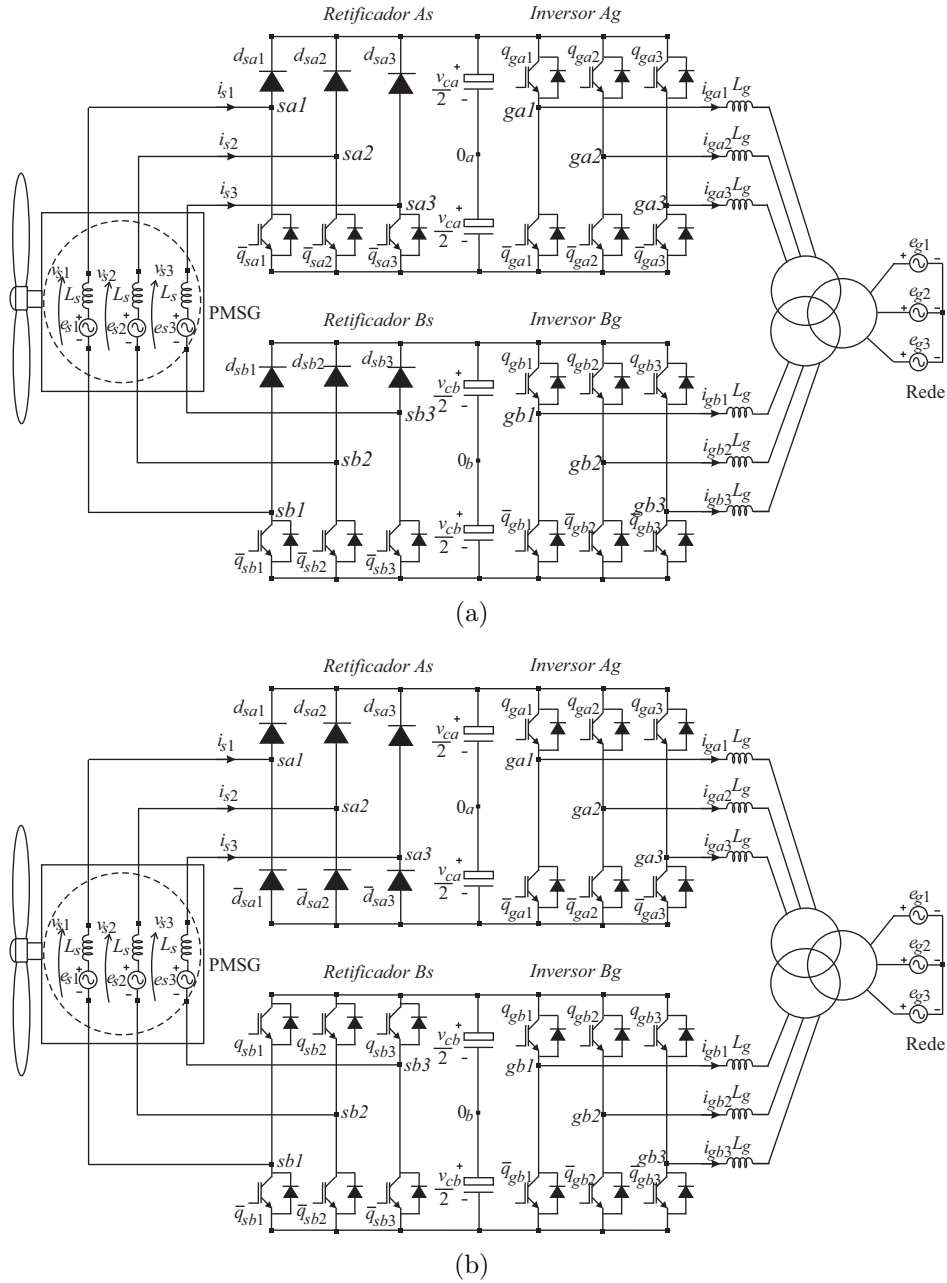 Retificador As Inversor Ag
d_sa1 d_sa2 d_sa3 v_ca/2 + - q_ga1 q_ga2 q_ga3
i_s1 sa1 ga1 i_ga1 L_g
i_s2 sa2 0_a ga2 i_ga2 L_g
i_s3 sa3 ga3 i_ga3 L_g
q̅_sa1 q̅_sa2 q̅_sa3 v_ca/2 + - q̅_ga1 q̅_ga2 q̅_ga3
v_s1 v_s2 v_s3
L_s L_s L_s PMSG
e_s1 + - e_s2 + - e_s3 + -
+ e_g1 -
+ e_g2 -
+ e_g3 -
Rede
Retificador Bs Inversor Bg
d_sb1 d_sb2 d_sb3 v_cb/2 + - q_gb1 q_gb2 q_gb3
sb3 gb1 i_gb1 L_g
sb2 0_b gb2 i_gb2 L_g
sb1 gb3 i_gb3 L_g
q̅_sb1 q̅_sb2 q̅_sb3 v_cb/2 + - q̅_gb1 q̅_gb2 q̅_gb3
(a)
Retificador As Inversor Ag
d_sa1 d_sa2 d_sa3 v_ca/2 + - q_ga1 q_ga2 q_ga3
i_s1 sa1 ga1 i_ga1 L_g
i_s2 sa2 0_a ga2 i_ga2 L_g
i_s3 sa3 ga3 i_ga3 L_g
d̅_sa1 d̅_sa2 d̅_sa3 v_ca/2 + - q̅_ga1 q̅_ga2 q̅_ga3
v_s1 v_s2 v_s3
L_s L_s L_s PMSG
e_s1 + - e_s2 + - e_s3 + -
+ e_g1 -
+ e_g2 -
+ e_g3 -
Rede
Retificador Bs Inversor Bg
q_sb1 q_sb2 q_sb3 v_cb/2 + - q_gb1 q_gb2 q_gb3
sb3 gb1 i_gb1 L_g
sb2 0_b gb2 i_gb2 L_g
sb1 gb3 i_gb3 L_g
q̅_sb1 q̅_sb2 q̅_sb3 v_cb/2 + - q̅_gb1 q̅_gb2 q̅_gb3
(b)